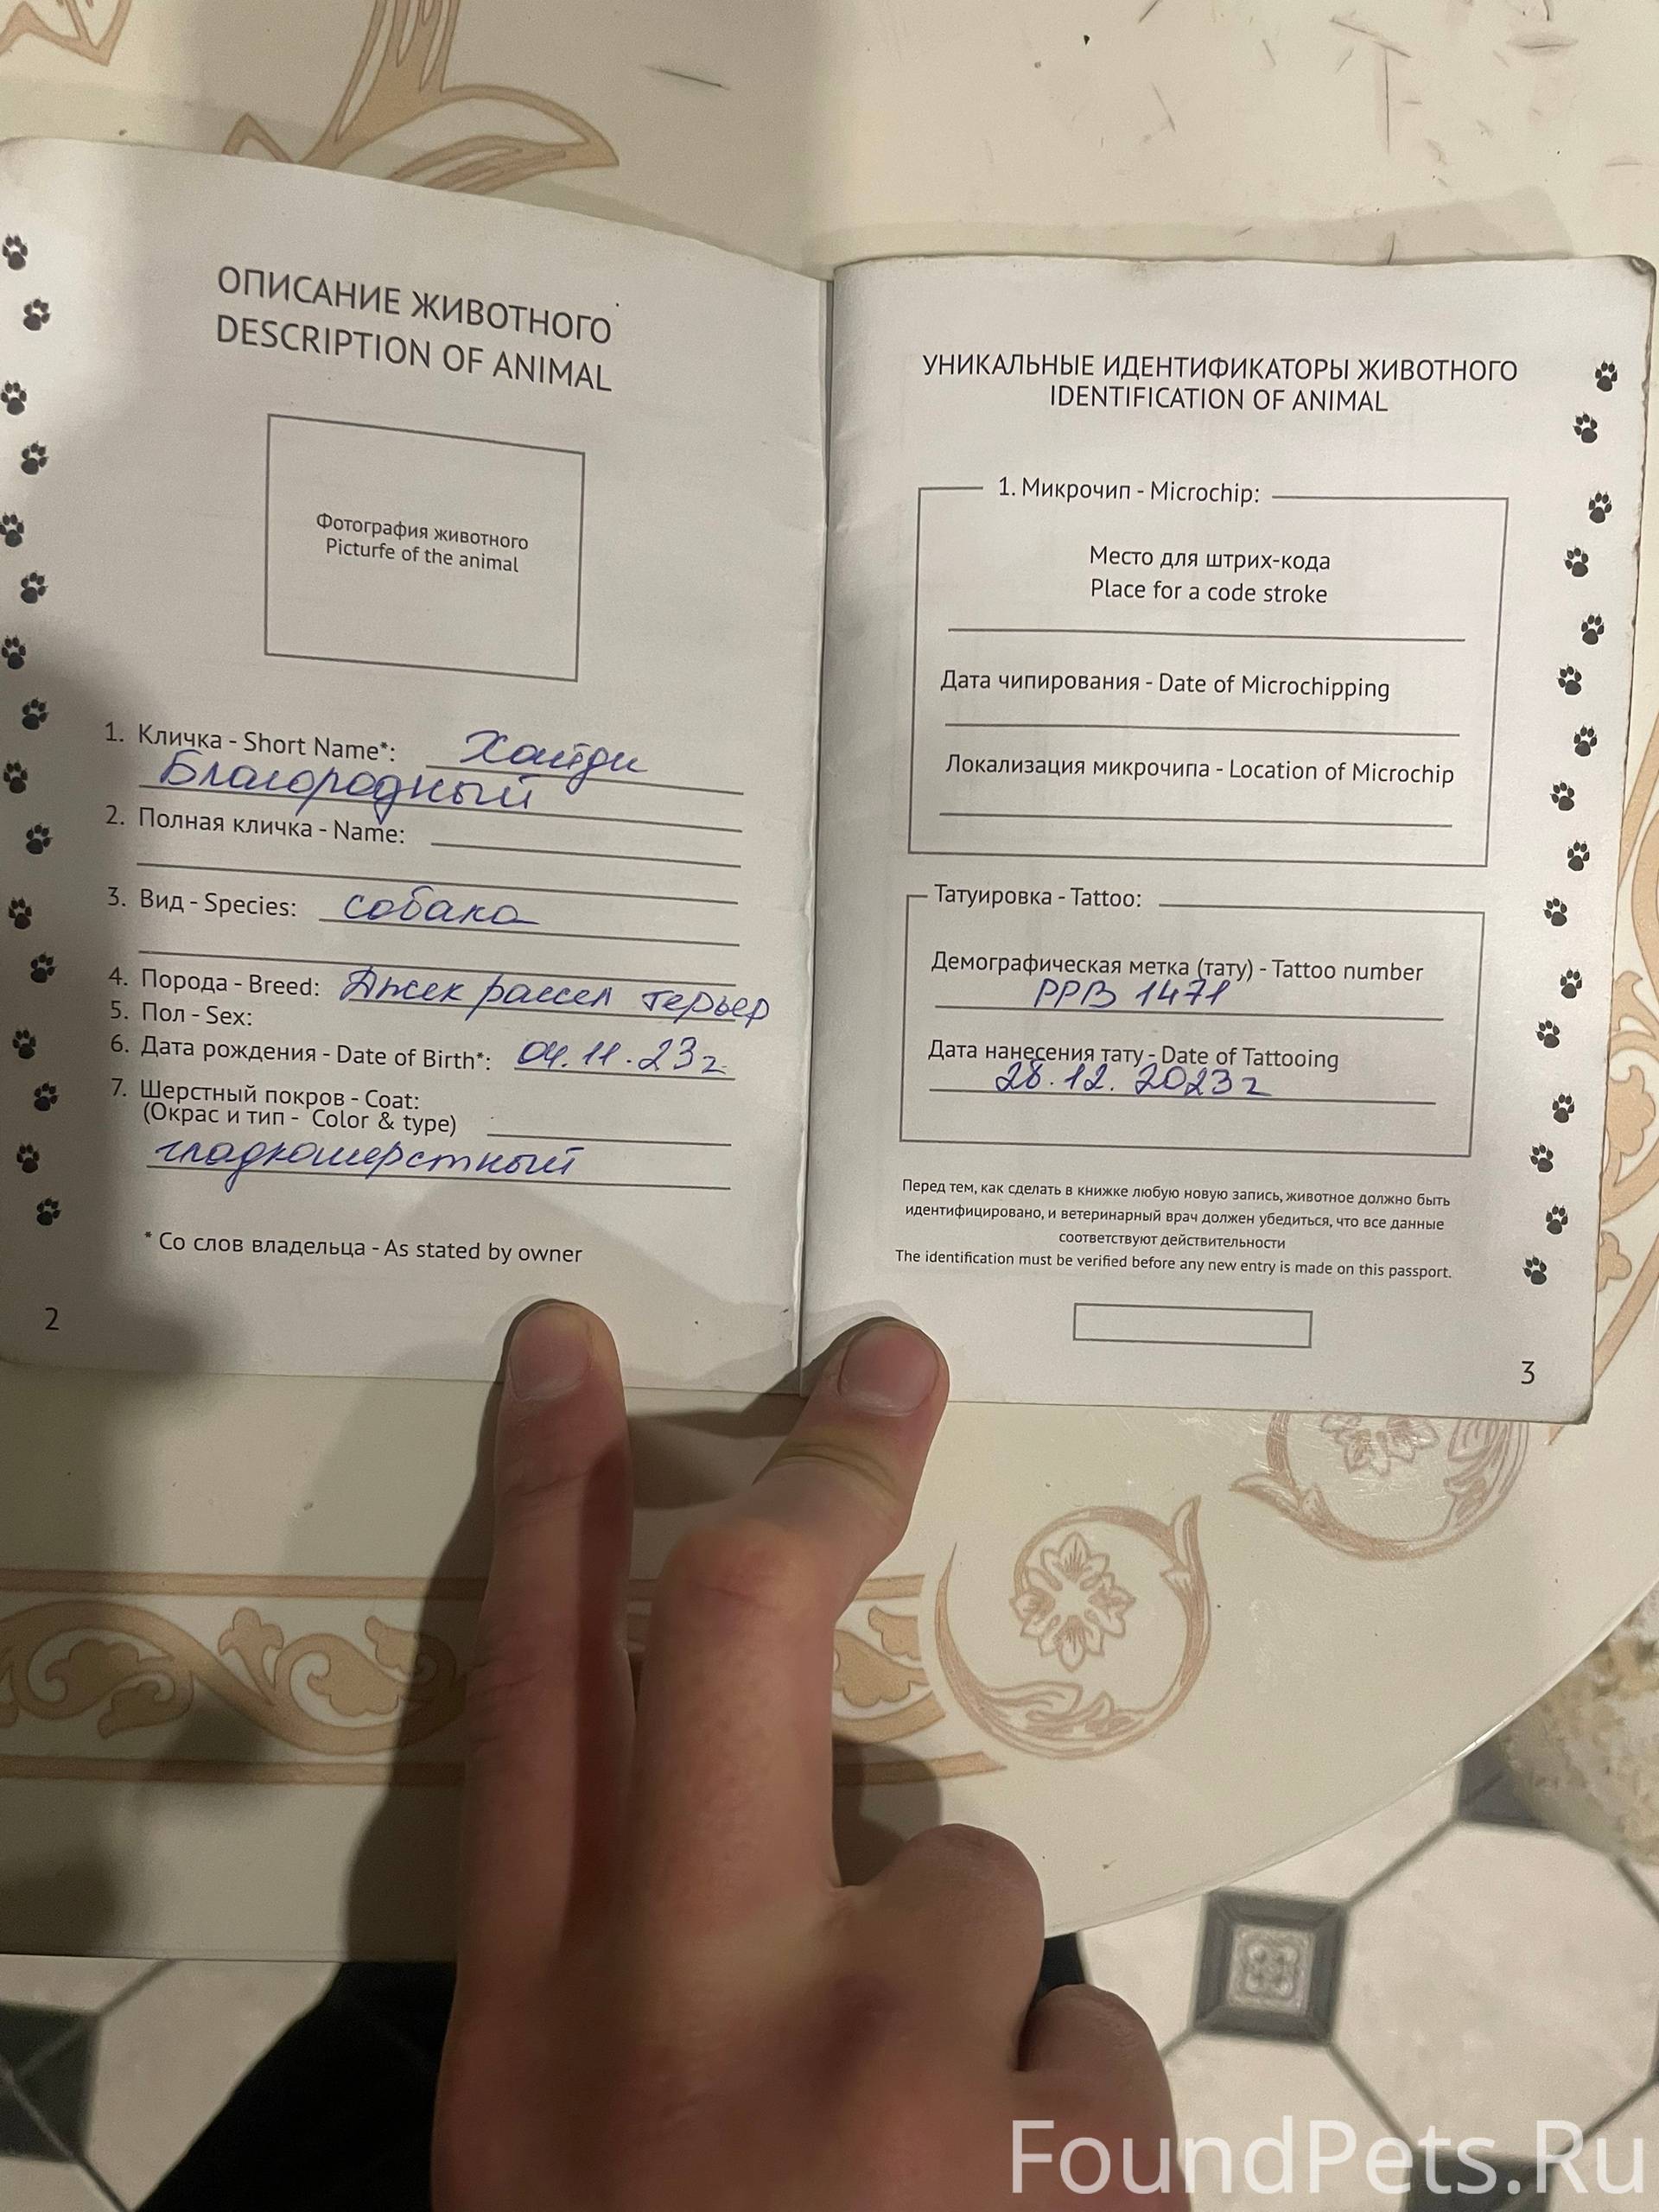 ОПИСАНИЕ ЖИВОТНОГО
DESCRIPTION OF ANIMAL
Фотография животного
Picturfe of the animal
1. Кличка - Short Name*: Хайди
Благородный
2. Полная кличка - Name:
3. Вид - Species: собака
4. Порода - Breed: Джек рассел терьер
5. Пол - Sex:
6. Дата рождения - Date of Birth*: 04.11.23г.
7. Шерстный покров - Coat:
(Окрас и тип - Color & type)
гладкошерстный
* Со слов владельца - As stated by owner
2
УНИКАЛЬНЫЕ ИДЕНТИФИКАТОРЫ ЖИВОТНОГО
IDENTIFICATION OF ANIMAL
1. Микрочип - Microchip:
Место для штрих-кода
Place for a code stroke
Дата чипирования - Date of Microchipping
Локализация микрочипа - Location of Microchip
Татуировка - Tattoo:
Демографическая метка (тату) - Tattoo number
РРВ 1471
Дата нанесения тату - Date of Tattooing
28.12.2023г
Перед тем, как сделать в книжке любую новую запись, животное должно быть
идентифицировано, и ветеринарный врач должен убедиться, что все данные
соответствуют действительности
The identification must be verified before any new entry is made on this passport.
3
FoundPets.Ru